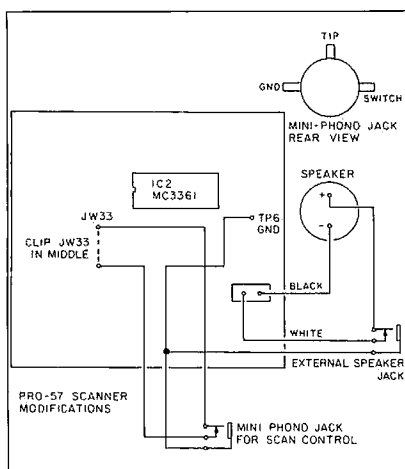 TIP
GND
SWITCH
MINI-PHONO JACK
REAR VIEW
IC2
MC3361
SPEAKER
+
-
JW33
CLIP JW33
IN MIDDLE
TP6
GND
BLACK
WHITE
EXTERNAL SPEAKER
JACK
PRO-57 SCANNER
MODIFICATIONS
MINI PHONO JACK
FOR SCAN CONTROL